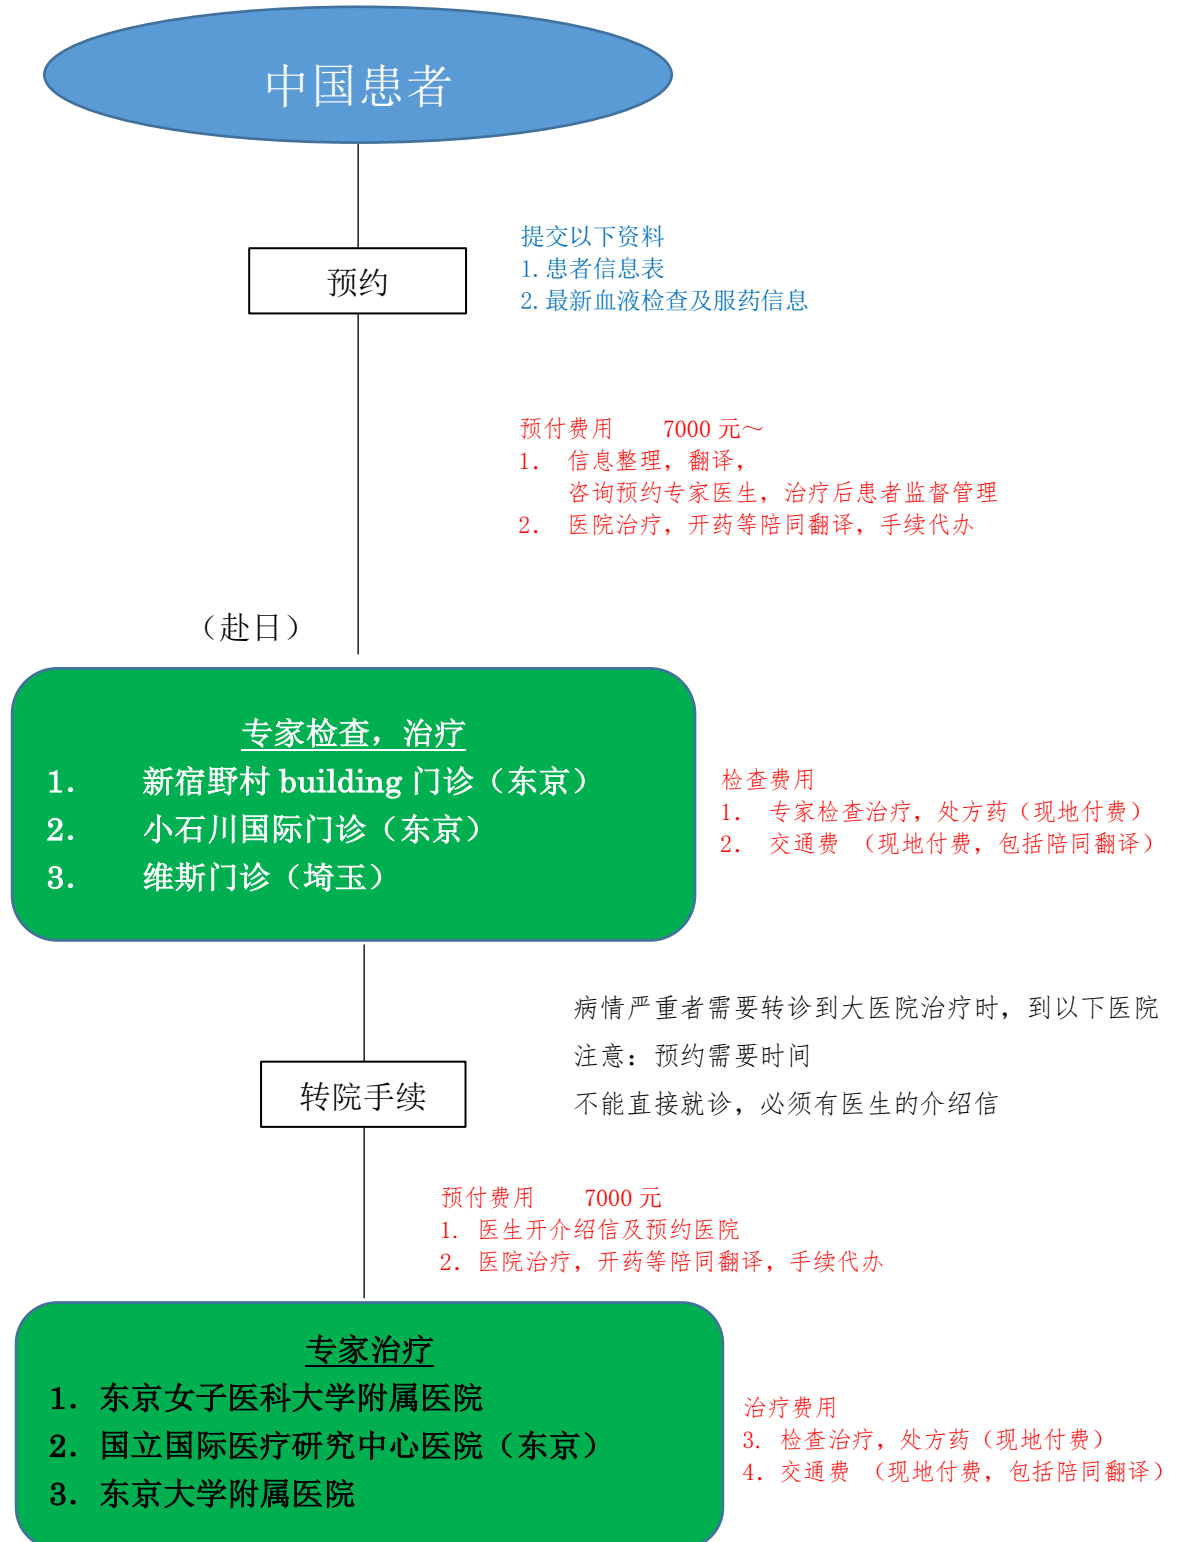 中国患者
预约
提交以下资料
1.患者信息表
2.最新血液检查及服药信息
预付费用 7000 元～
1. 信息整理，翻译，
咨询预约专家医生，治疗后患者监督管理
2. 医院治疗，开药等陪同翻译，手续代办
（赴日）
专家检查，治疗
1. 新宿野村 building 门诊（东京）
2. 小石川国际门诊（东京）
3. 维斯门诊（埼玉）
检查费用
1. 专家检查治疗，处方药（现地付费）
2. 交通费 （现地付费，包括陪同翻译）
病情严重者需要转诊到大医院治疗时，到以下医院
注意：预约需要时间
不能直接就诊，必须有医生的介绍信
转院手续
预付费用 7000 元
1. 医生开介绍信及预约医院
2. 医院治疗，开药等陪同翻译，手续代办
专家治疗
1. 东京女子医科大学附属医院
2. 国立国际医疗研究中心医院（东京）
3. 东京大学附属医院
治疗费用
3. 检查治疗，处方药（现地付费）
4. 交通费 （现地付费，包括陪同翻译）